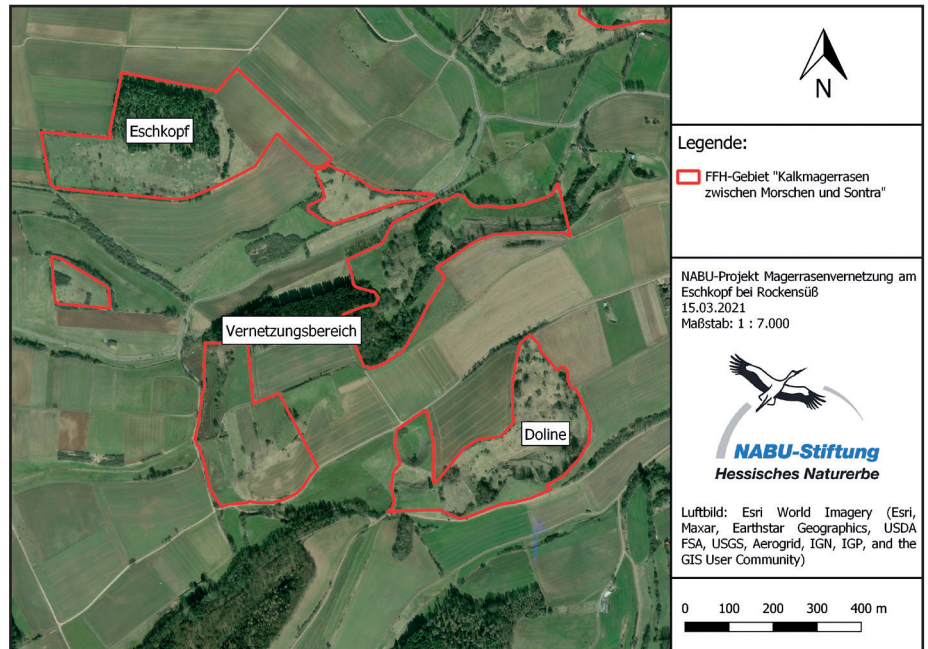 Eschkopf
Vernetzungsbereich
Doline
N
Legende:
FFH-Gebiet "Kalkmagerrasen
zwischen Morschen und Sontra"
NABU-Projekt Magerrasenvernetzung am
Eschkopf bei Rockensüß
15.03.2021
Maßstab: 1 : 7.000
NABU-Stiftung
Hessisches Naturerbe
Luftbild: Esri World Imagery (Esri,
Maxar, Earthstar Geographics, USDA
FSA, USGS, Aerogrid, IGN, IGP, and the
GIS User Community)
0 100 200 300 400 m